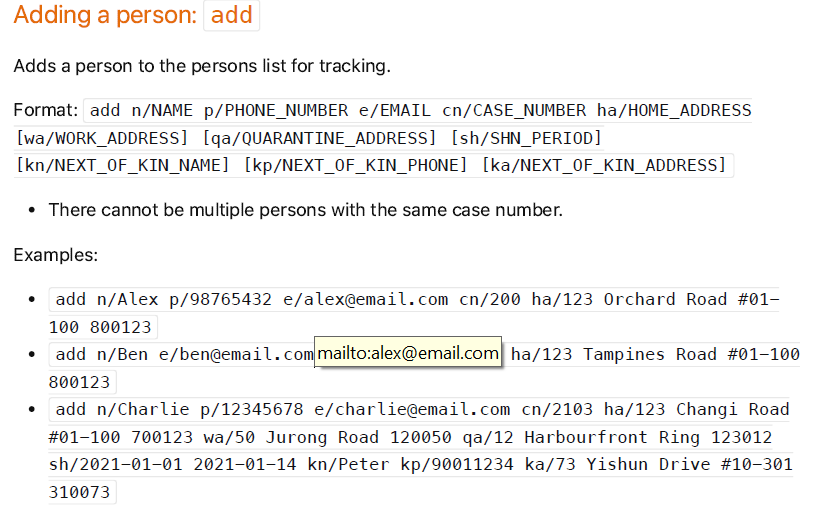 Adding a person: add
Adds a person to the persons list for tracking.
Format: add n/NAME p/PHONE_NUMBER e/EMAIL cn/CASE_NUMBER ha/HOME_ADDRESS
[wa/WORK_ADDRESS] [qa/QUARANTINE_ADDRESS] [sh/SHN_PERIOD]
[kn/NEXT_OF_KIN_NAME] [kp/NEXT_OF_KIN_PHONE] [ka/NEXT_OF_KIN_ADDRESS]
• There cannot be multiple persons with the same case number.
Examples:
• add n/Alex p/98765432 e/alex@email.com cn/200 ha/123 Orchard Road #01-
100 800123
• add n/Ben e/ben@email.com mailto:alex@email.com ha/123 Tampines Road #01-100
800123
• add n/Charlie p/12345678 e/charlie@email.com cn/2103 ha/123 Changi Road
#01-100 700123 wa/50 Jurong Road 120050 qa/12 Harbourfront Ring 123012
sh/2021-01-01 2021-01-14 kn/Peter kp/90011234 ka/73 Yishun Drive #10-301
310073